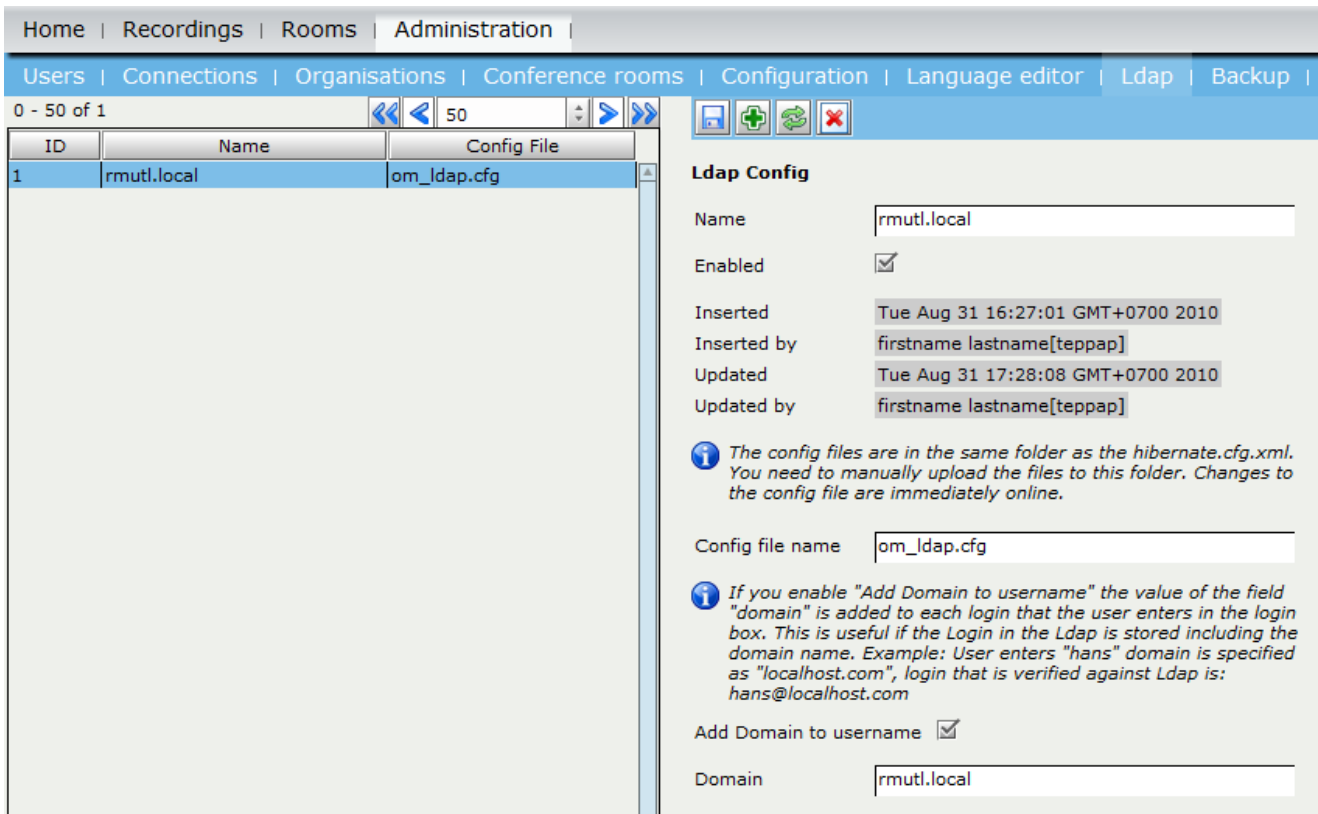 Home | Recordings | Rooms | Administration |
Users | Connections | Organisations | Conference rooms | Configuration | Language editor | Ldap | Backup |
0 - 50 of 1
50
ID Name Config File
1 rmutl.local om_ldap.cfg
Ldap Config
Name rmutl.local
Enabled
Inserted Tue Aug 31 16:27:01 GMT+0700 2010
Inserted by firstname lastname[teppap]
Updated Tue Aug 31 17:28:08 GMT+0700 2010
Updated by firstname lastname[teppap]
The config files are in the same folder as the hibernate.cfg.xml.
You need to manually upload the files to this folder. Changes to
the config file are immediately online.
Config file name om_ldap.cfg
If you enable "Add Domain to username" the value of the field
"domain" is added to each login that the user enters in the login
box. This is useful if the Login in the Ldap is stored including the
domain name. Example: User enters "hans" domain is specified
as "localhost.com", login that is verified against Ldap is:
hans@localhost.com
Add Domain to username
Domain rmutl.local